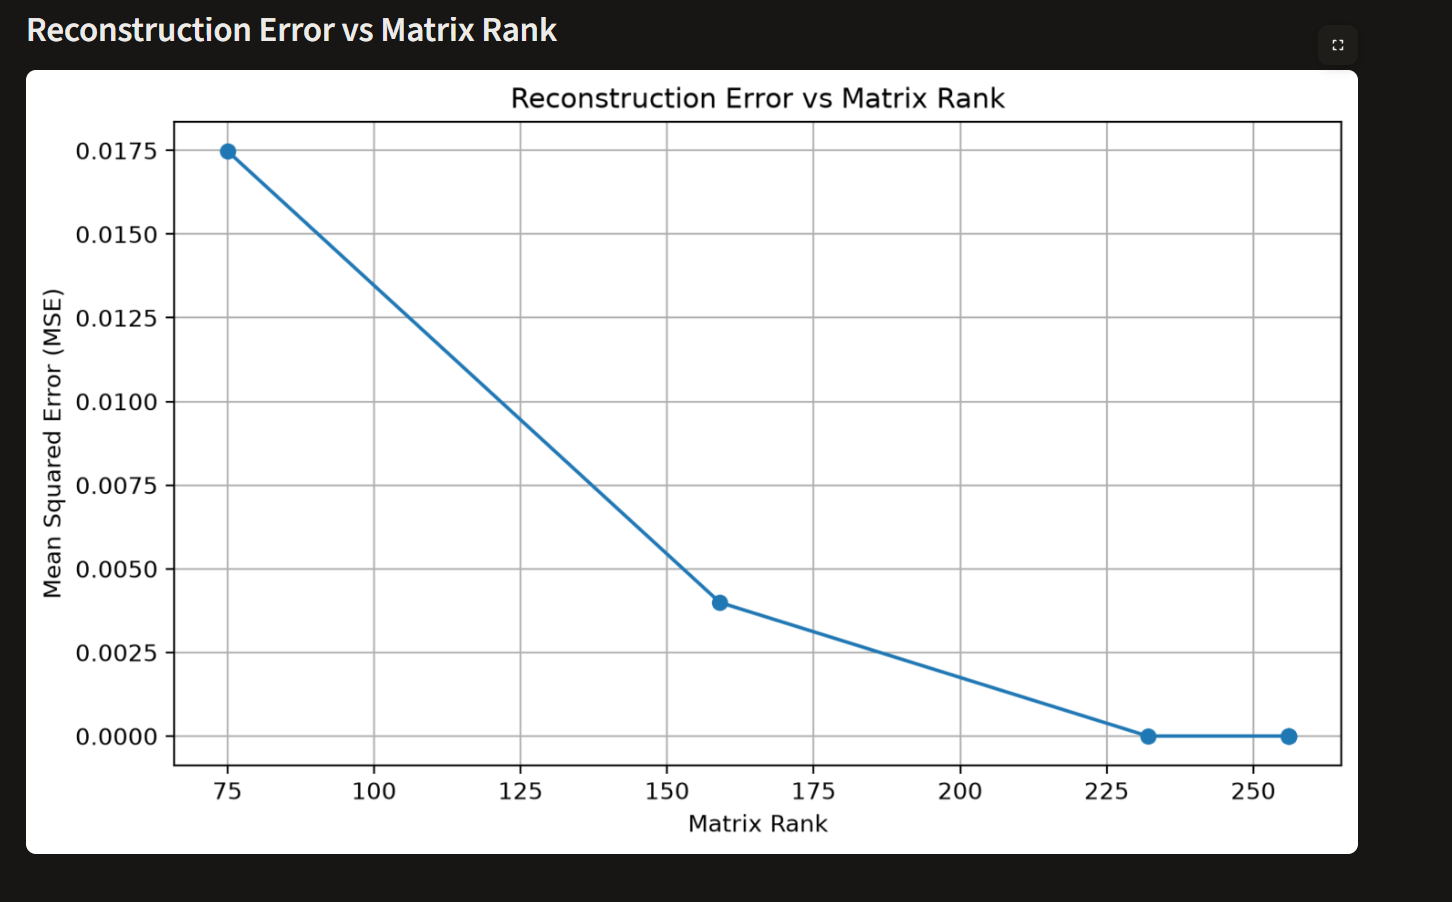 Reconstruction Error vs Matrix Rank
Reconstruction Error vs Matrix Rank
0.0175
0.0150
0.0125
0.0100
0.0075
0.0050
0.0025
0.0000
Mean Squared Error (MSE)
75 100 125 150 175 200 225 250
Matrix Rank